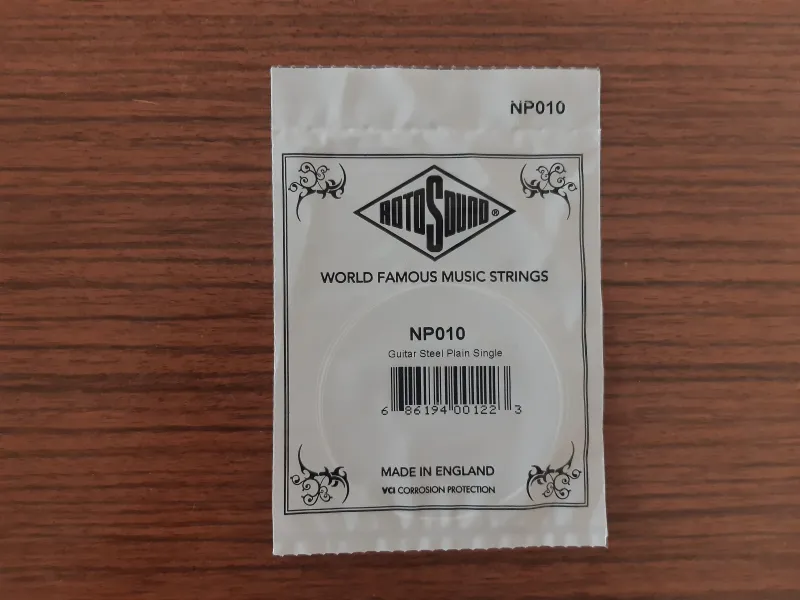 NP010
ROTOSOUND®
WORLD FAMOUS MUSIC STRINGS
NP010
Guitar Steel Plain Single
6 86194 00122 3
MADE IN ENGLAND
VCI CORROSION PROTECTION